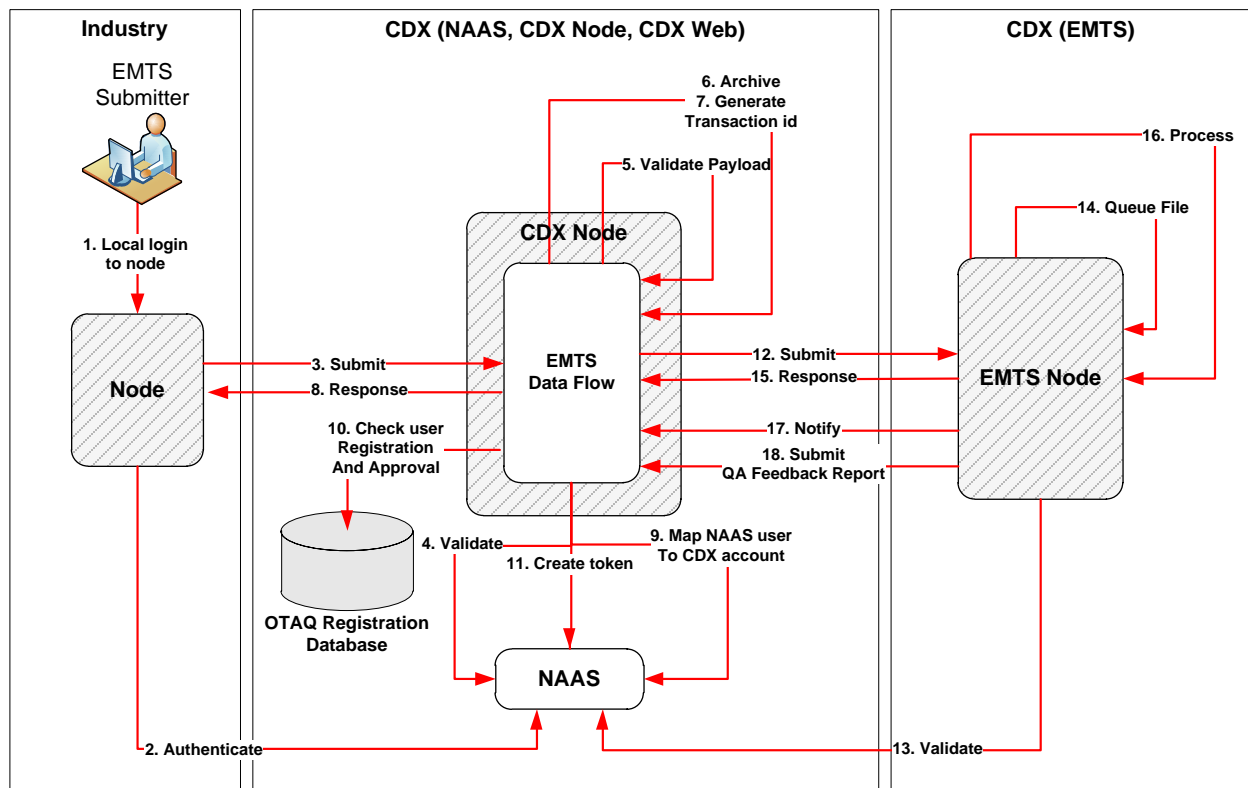 Industry
CDX (NAAS, CDX Node, CDX Web)
CDX (EMTS)
EMTS
Submitter
6. Archive
7. Generate
Transaction id
16. Process
5. Validate Payload
14. Queue File
CDX Node
1. Local login
to node
EMTS
Data Flow
3. Submit
12. Submit
Node
8. Response
15. Response
EMTS Node
10. Check user
Registration
And Approval
17. Notify
18. Submit
QA Feedback Report
4. Validate
9. Map NAAS user
To CDX account
11. Create token
OTAQ Registration
Database
NAAS
2. Authenticate
13. Validate